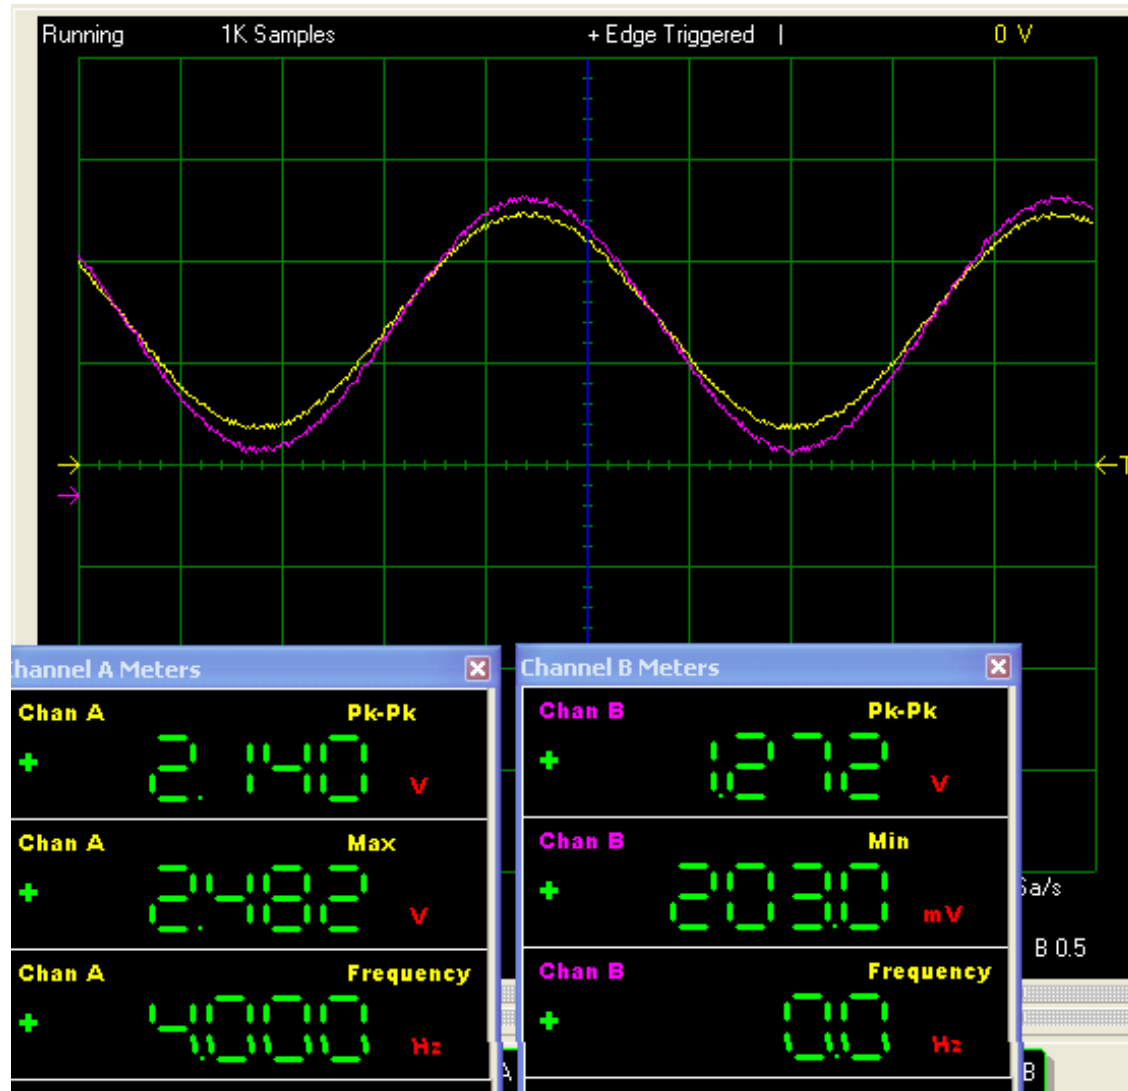 Running 1K Samples + Edge Triggered | 0 V
T
Channel A Meters
Chan A Pk-Pk
+ 2.140 V
Chan A Max
+ 2.482 V
Chan A Frequency
+ 4.000 Hz
Channel B Meters
Chan B Pk-Pk
+ 1.272 V
Chan B Min
+ 203.0 mV
Chan B Frequency
+ 0.0 Hz
Sa/s
B 0.5
A
B